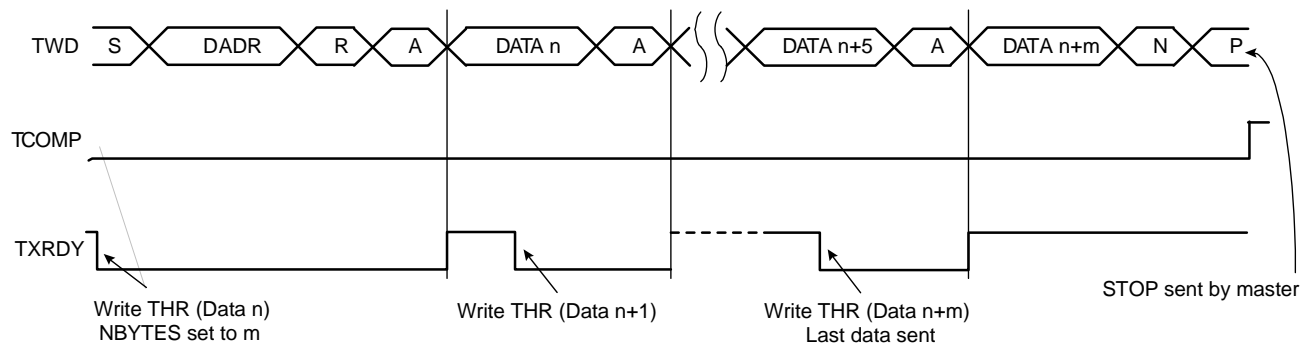 TWD S DADR R A DATA n A DATA n+5 A DATA n+m N P
TCOMP
TXRDY
Write THR (Data n)
NBYTES set to m
Write THR (Data n+1)
Write THR (Data n+m)
Last data sent
STOP sent by master